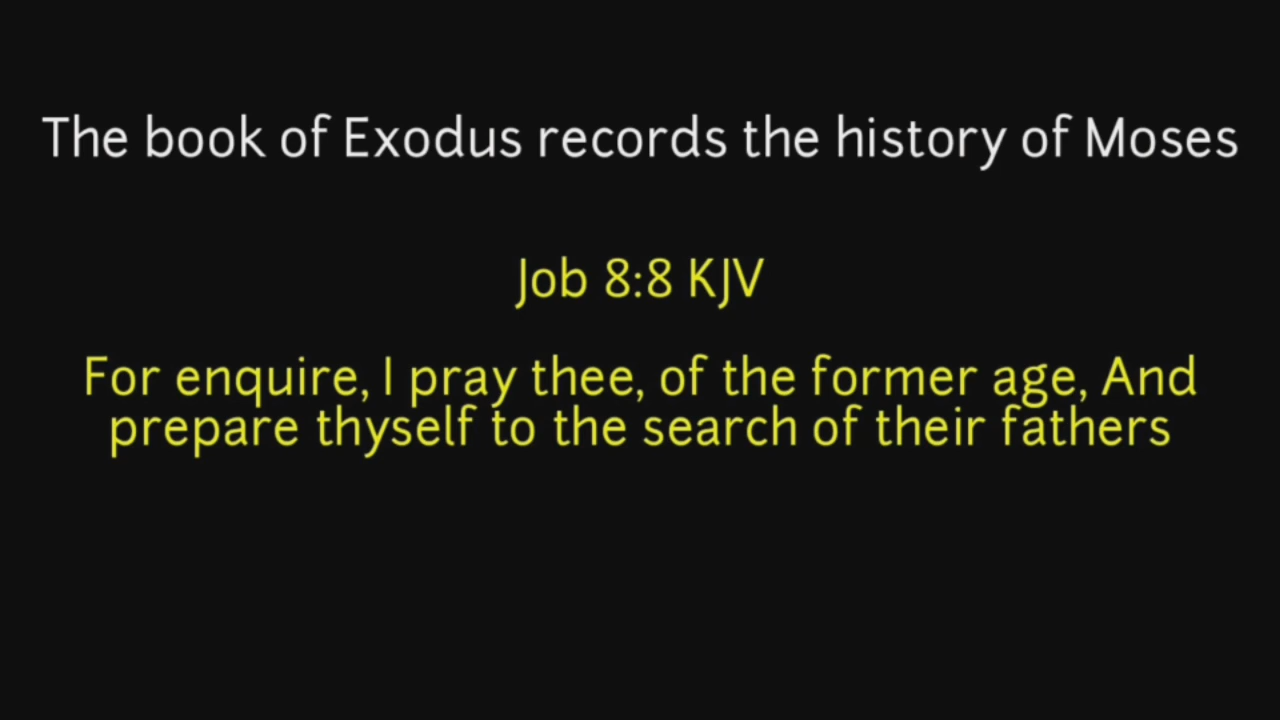 The book of Exodus records the history of Moses
Job 8:8 KJV
For enquire, I pray thee, of the former age, And
prepare thyself to the search of their fathers